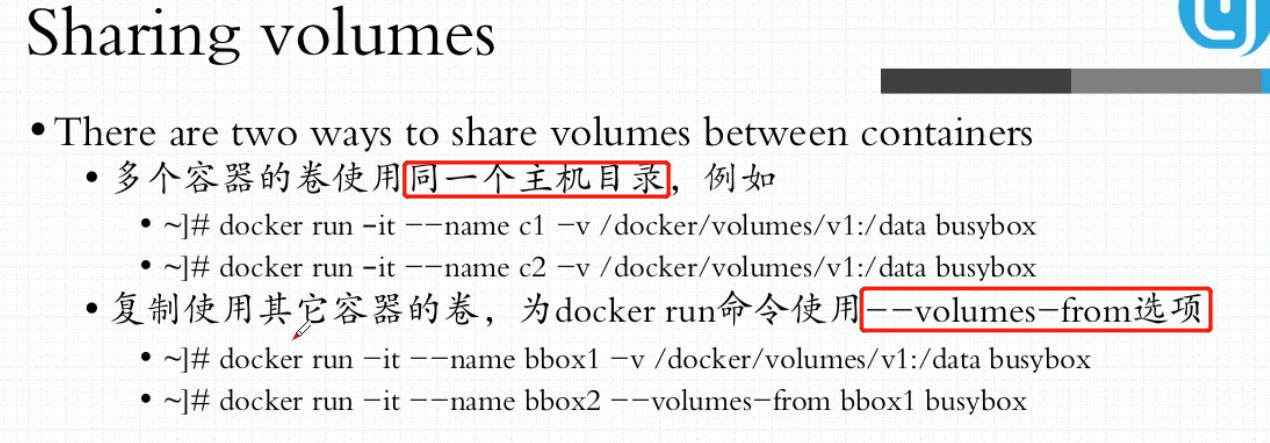 Sharing volumes
• There are two ways to share volumes between containers
• 多个容器的卷使用同一个主机目录，例如
• ~]# docker run -it --name c1 -v /docker/volumes/v1:/data busybox
• ~]# docker run -it --name c2 -v /docker/volumes/v1:/data busybox
• 复制使用其它容器的卷，为docker run命令使用--volumes-from选项
• ~]# docker run -it --name bbox1 -v /docker/volumes/v1:/data busybox
• ~]# docker run -it --name bbox2 --volumes-from bbox1 busybox